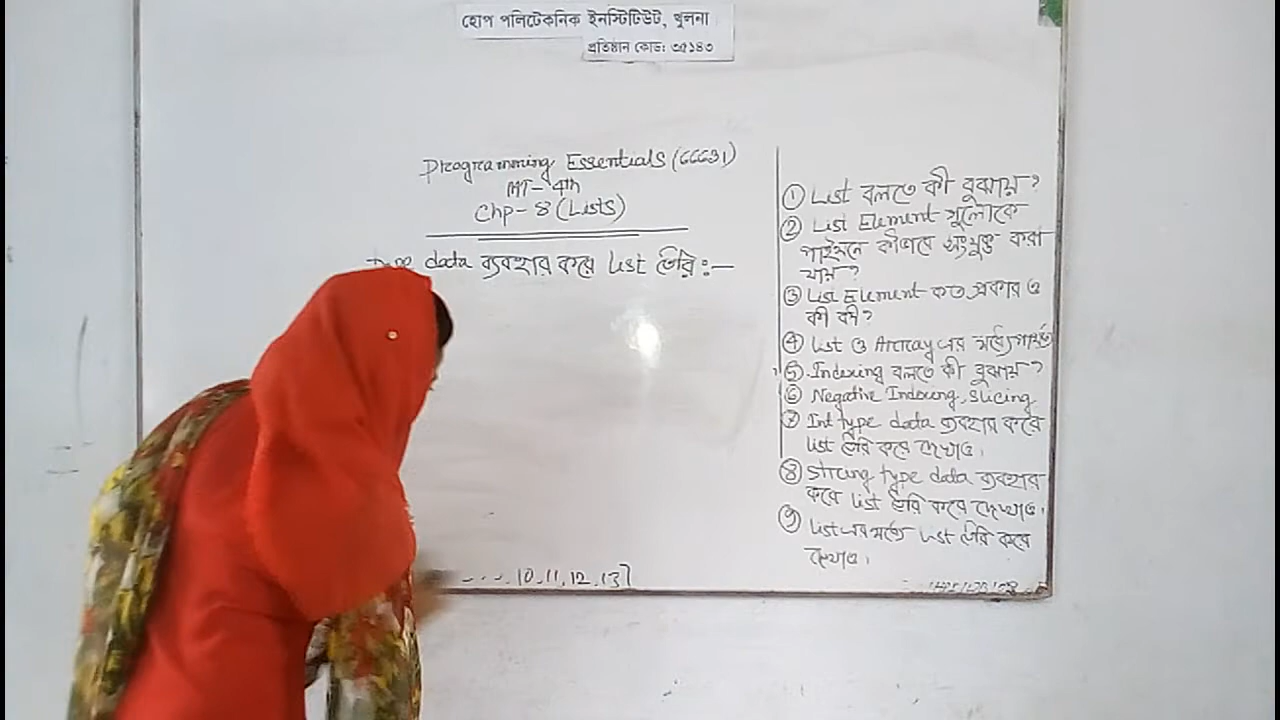 হোপ পলিটেকনিক ইনস্টিটিউট, খুলনা
প্রতিষ্ঠান কোড: ৩৫১৪৩
Programming Essentials (66631)
MT- 4th
Chp- 8 (Lists)
type data ব্যবহার করে list তৈরি :—
. . . . 10, 11, 12, 13]
① List বলতে কী বুঝায় ?
② List Element গুলোকে
পাইথনে কীভাবে সংযুক্ত করা
যায় ?
③ List Element কত প্রকার ও
কী কী ?
④ List ও Array এর মধ্যে পার্থক্য
⑤ Indexing বলতে কী বুঝায় ?
⑥ Negative Indexing, Slicing
⑦ Int type data ব্যবহার করে
list তৈরি করে দেখাও।
⑧ String type data ব্যবহার
করে list তৈরি করে দেখাও।
⑨ List এর মধ্যে list তৈরি করে
দেখাও।